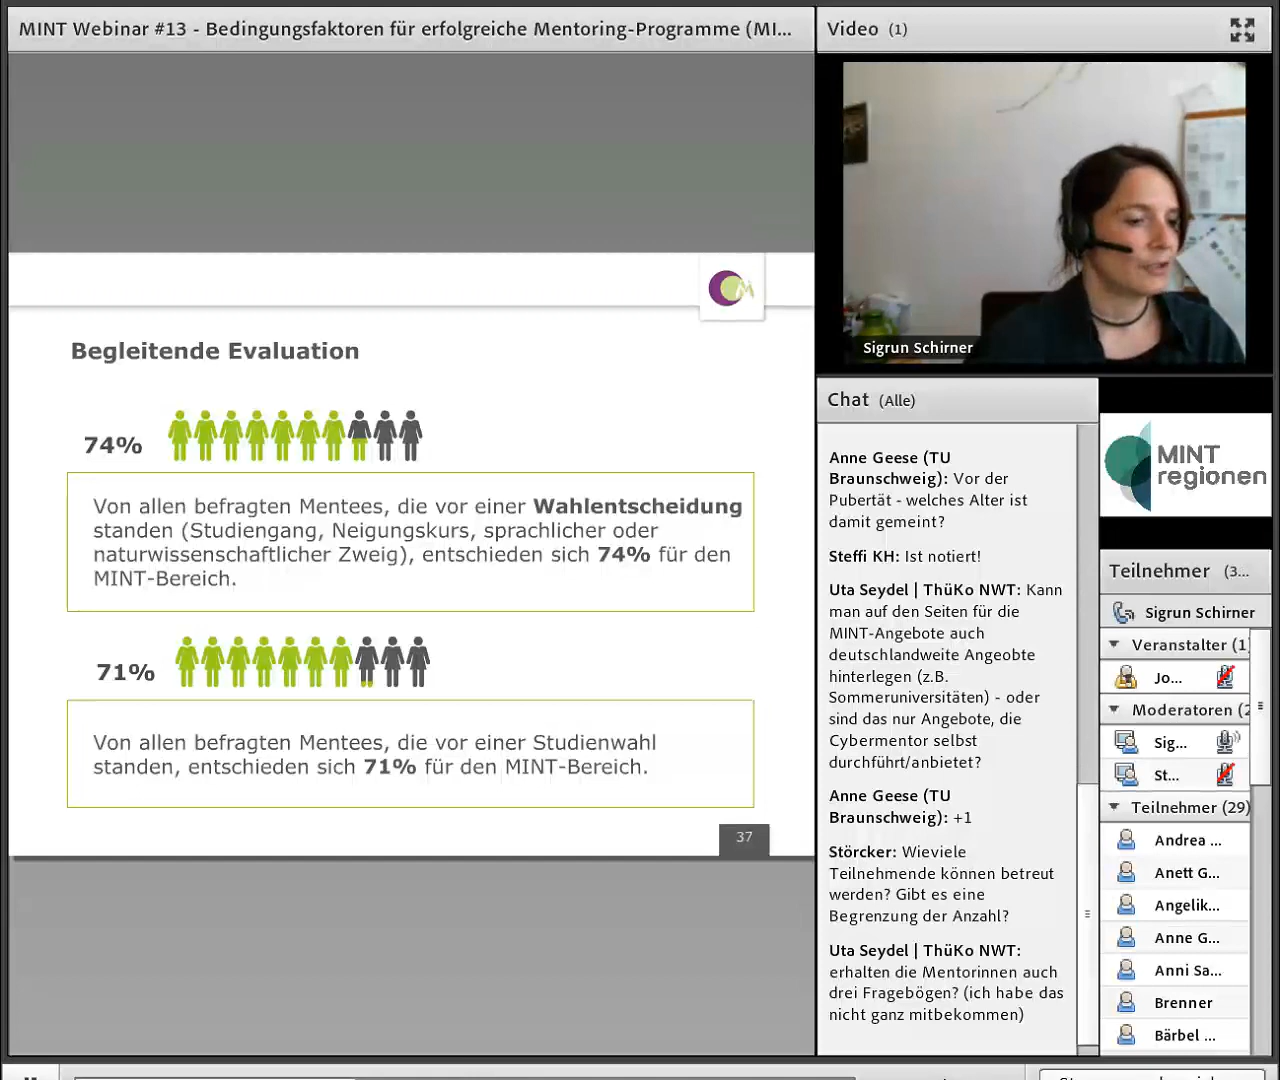 MINT Webinar #13 - Bedingungsfaktoren für erfolgreiche Mentoring-Programme (MI...
Begleitende Evaluation
74%
Von allen befragten Mentees, die vor einer Wahlentscheidung
standen (Studiengang, Neigungskurs, sprachlicher oder
naturwissenschaftlicher Zweig), entschieden sich 74% für den
MINT-Bereich.
71%
Von allen befragten Mentees, die vor einer Studienwahl
standen, entschieden sich 71% für den MINT-Bereich.
37
Video (1)
Sigrun Schirner
Chat (Alle)
Anne Geese (TU
Braunschweig): Vor der
Pubertät - welches Alter ist
damit gemeint?
Steffi KH: Ist notiert!
Uta Seydel | ThüKo NWT: Kann
man auf den Seiten für die
MINT-Angebote auch
deutschlandweite Angeobte
hinterlegen (z.B.
Sommeruniversitäten) - oder
sind das nur Angebote, die
Cybermentor selbst
durchführt/anbietet?
Anne Geese (TU
Braunschweig): +1
Störcker: Wieviele
Teilnehmende können betreut
werden? Gibt es eine
Begrenzung der Anzahl?
Uta Seydel | ThüKo NWT:
erhalten die Mentorinnen auch
drei Fragebögen? (ich habe das
nicht ganz mitbekommen)
MINT
regionen
Teilnehmer (3...
Sigrun Schirner
Veranstalter (1)
Jo...
Moderatoren (2
Sig...
St...
Teilnehmer (29)
Andrea ...
Anett G...
Angelik...
Anne G...
Anni Sa...
Brenner
Bärbel ...